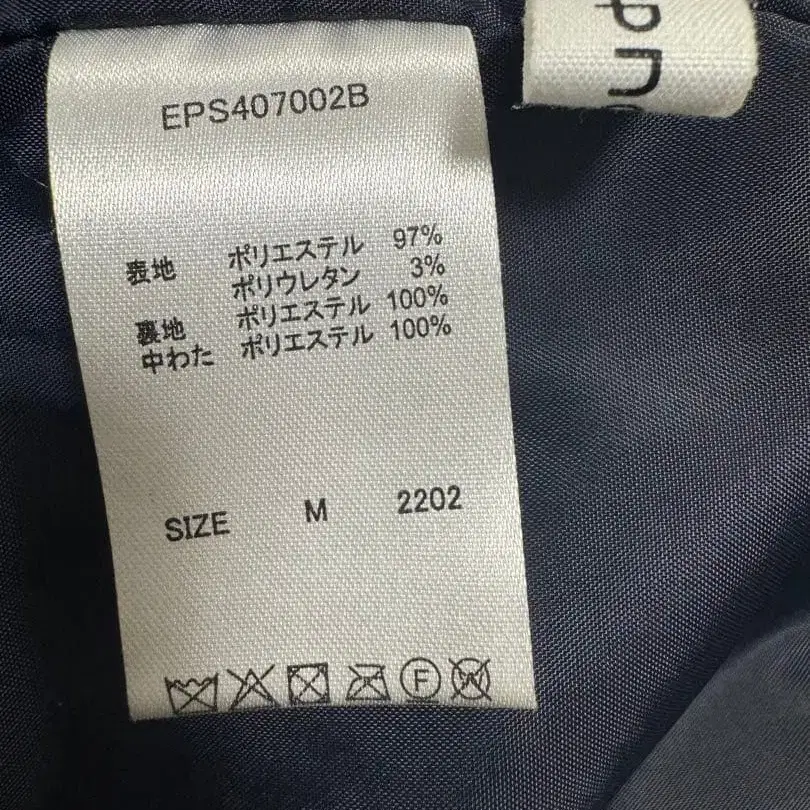 EPS407002B
表地 ポリエステル 97%
ポリウレタン 3%
裏地 ポリエステル 100%
中わた ポリエステル 100%
SIZE M 2202
F
W